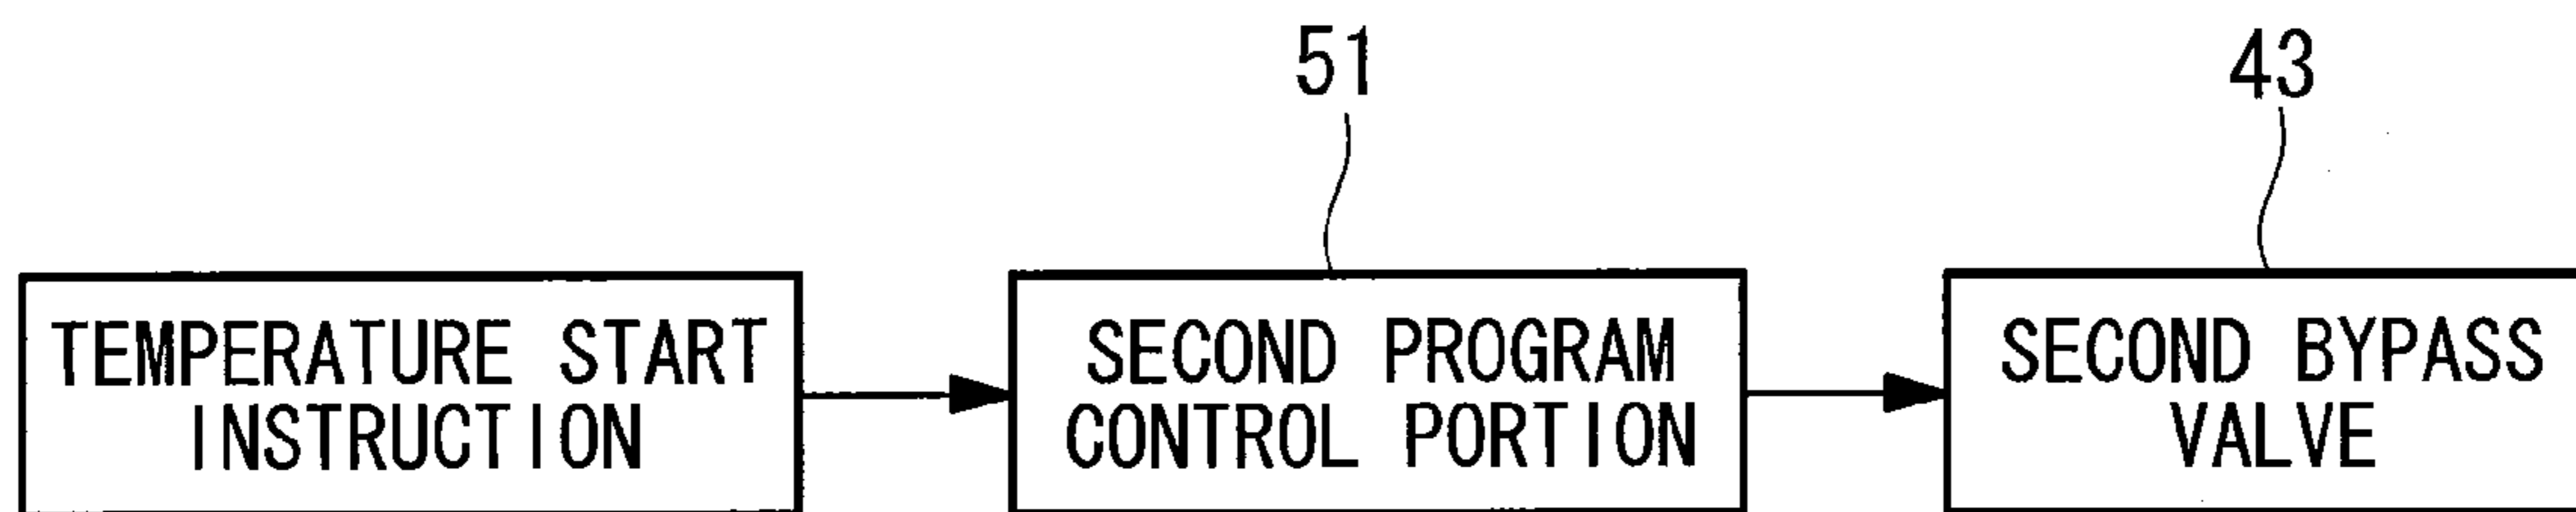 51
43
TEMPERATURE START
INSTRUCTION
SECOND PROGRAM
CONTROL PORTION
SECOND BYPASS
VALVE